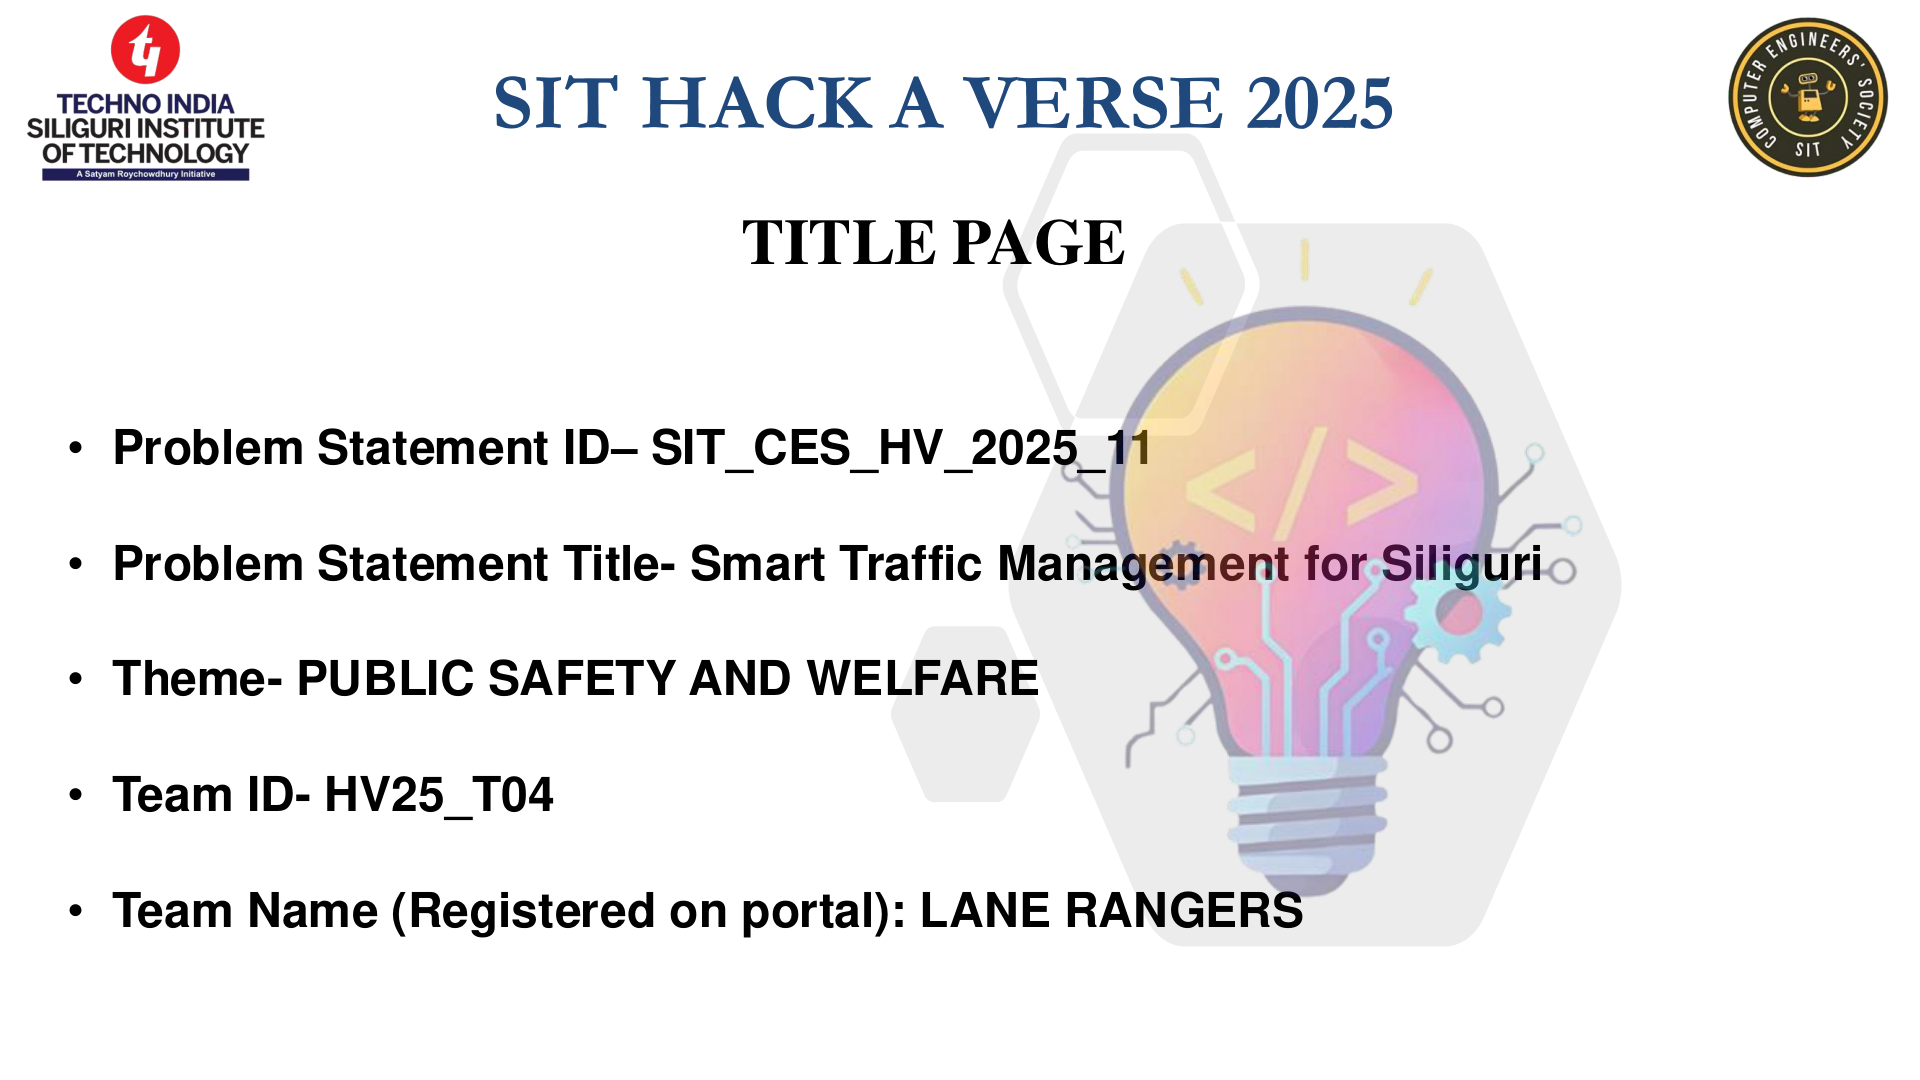 TECHNO INDIA
SILIGURI INSTITUTE
OF TECHNOLOGY
A Satyam Roychowdhury Initiative
SIT HACK A VERSE 2025
COMPUTER ENGINEERS' SOCIETY
SIT
TITLE PAGE
</>
• Problem Statement ID– SIT_CES_HV_2025_11
• Problem Statement Title- Smart Traffic Management for Siliguri
• Theme- PUBLIC SAFETY AND WELFARE
• Team ID- HV25_T04
• Team Name (Registered on portal): LANE RANGERS